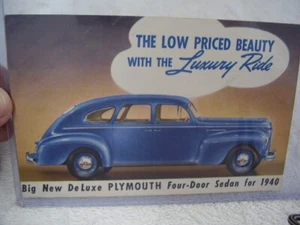 THE LOW PRICED BEAUTY
WITH THE Luxury Ride
Big New DeLuxe PLYMOUTH Four-Door Sedan for 1940